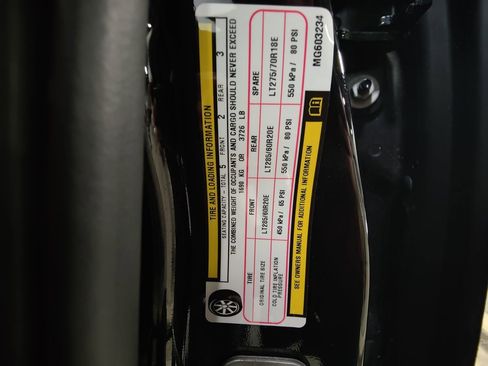 TIRE AND LOADING INFORMATION
SEATING CAPACITY - TOTAL 5 FRONT 2 REAR 3
THE COMBINED WEIGHT OF OCCUPANTS AND CARGO SHOULD NEVER EXCEED
1690 KG OR 3726 LB
TIRE FRONT REAR SPARE
ORIGINAL TIRE SIZE LT285/60R20E LT285/60R20E LT275/70R18E
COLD TIRE INFLATION PRESSURE 450 kPa / 65 PSI 550 kPa / 80 PSI 550 kPa / 80 PSI
SEE OWNERS MANUAL FOR ADDITIONAL INFORMATION
MG603234